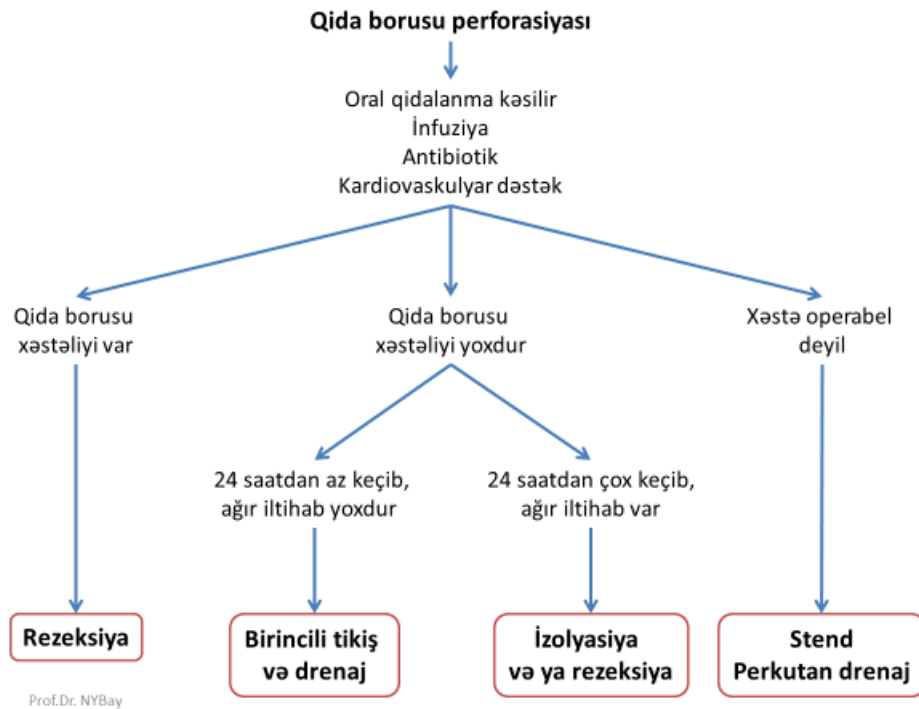 Qida borusu perforasiyası
Oral qidalanma kəsilir
İnfuziya
Antibiotik
Kardiovaskulyar dəstək
Qida borusu
xəstəliyi var
Qida borusu
xəstəliyi yoxdur
Xəstə operabel
deyil
24 saatdan az keçib,
ağır iltihab yoxdur
24 saatdan çox keçib,
ağır iltihab var
Rezeksiya
Birincili tikiş
və drenaj
İzolyasiya
və ya rezeksiya
Stend
Perkutan drenaj
Prof.Dr. NYBay